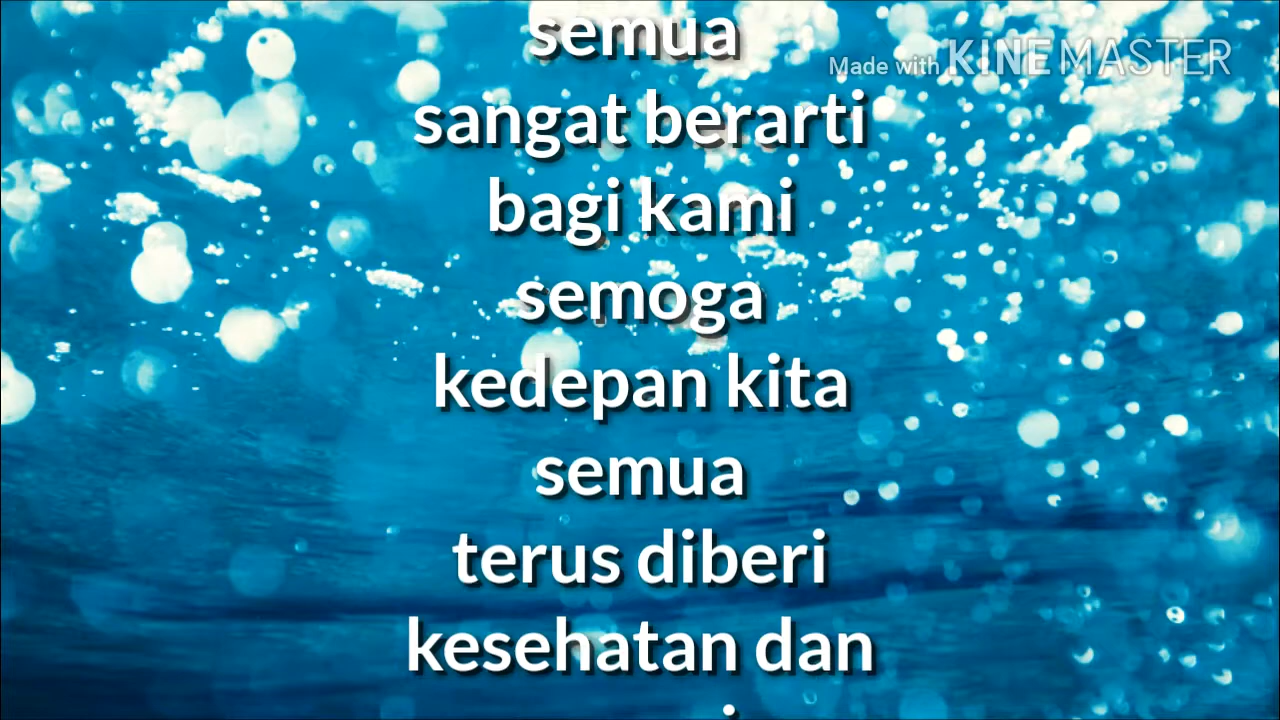 semua
Made with KINEMASTER
sangat berarti
bagi kami
semoga
kedepan kita
semua
terus diberi
kesehatan dan